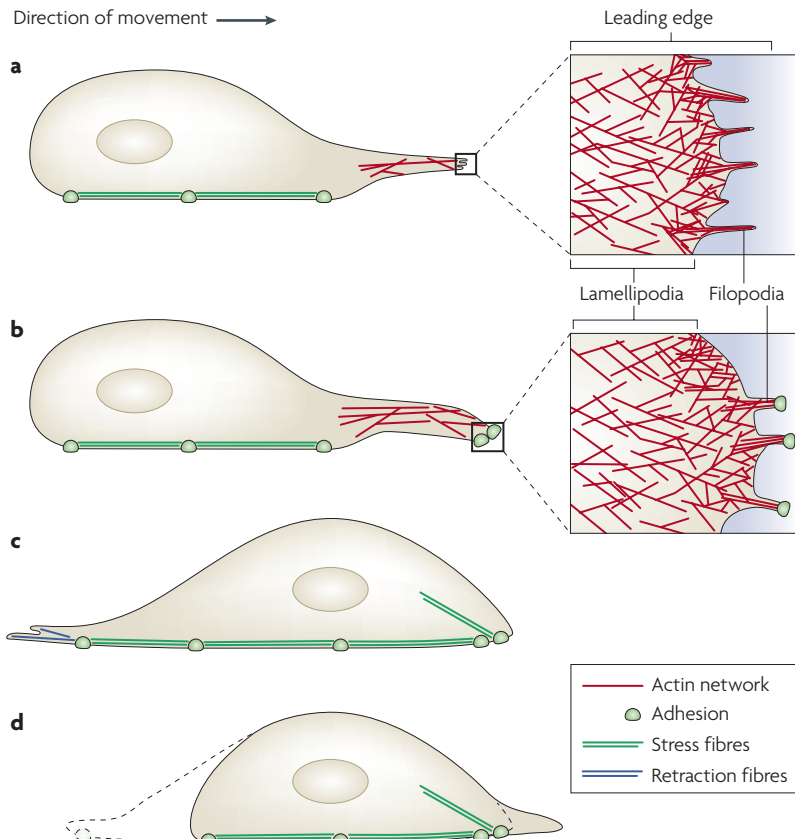 Direction of movement
Leading edge
a
Lamellipodia
Filopodia
b
c
d
Actin network
Adhesion
Stress fibres
Retraction fibres